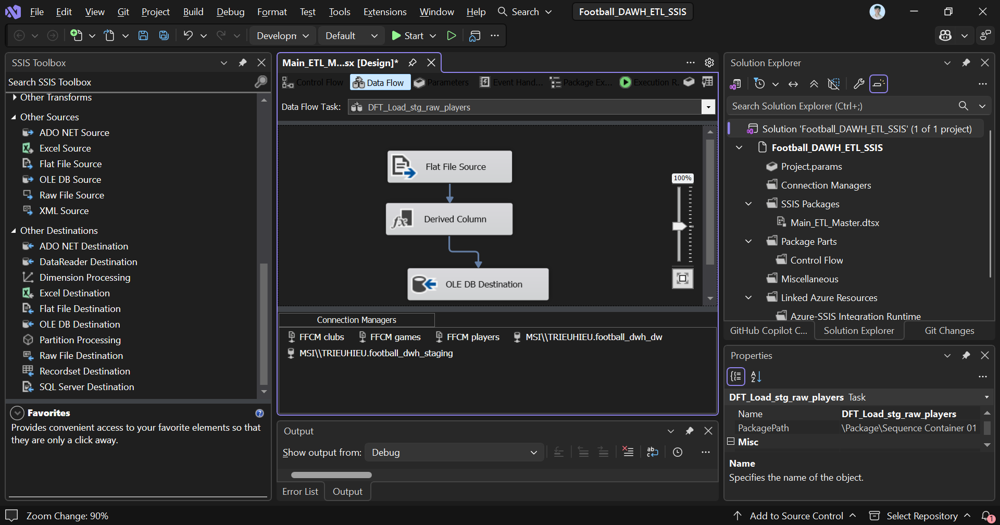 File Edit View Git Project Build Debug Format Test Tools Extensions Window Help Search Football_DAWH_ETL_SSIS
Developm Default Start
SSIS Toolbox
Search SSIS Toolbox
Other Transforms
Other Sources
ADO NET Source
Excel Source
Flat File Source
OLE DB Source
Raw File Source
XML Source
Other Destinations
ADO NET Destination
DataReader Destination
Dimension Processing
Excel Destination
Flat File Destination
OLE DB Destination
Partition Processing
Raw File Destination
Recordset Destination
SQL Server Destination
Favorites
Provides convenient access to your favorite elements so that
they are only a click away.
Main_ETL_M...sx [Design]*
Control Flow Data Flow Parameters Event Hand... Package Ex... Execution R.
Data Flow Task: DFT_Load_stg_raw_players
Flat File Source
100%
Derived Column
OLE DB Destination
Connection Managers
FFCM clubs FFCM games FFCM players MSI\\TRIEUHIEU.football_dwh_dw
MSI\\TRIEUHIEU.football_dwh_staging
Output
Show output from: Debug
Error List Output
Solution Explorer
Search Solution Explorer (Ctrl+;)
Solution 'Football_DAWH_ETL_SSIS' (1 of 1 project)
Football_DAWH_ETL_SSIS
Project.params
Connection Managers
SSIS Packages
Main_ETL_Master.dtsx
Package Parts
Control Flow
Miscellaneous
Linked Azure Resources
Azure-SSIS Integration Runtime
GitHub Copilot C... Solution Explorer Git Changes
Properties
DFT_Load_stg_raw_players Task
Name DFT_Load_stg_raw_players
PackagePath \Package\Sequence Container 01
Misc
Name
Specifies the name of the object.
Zoom Change: 90% Add to Source Control Select Repository 1